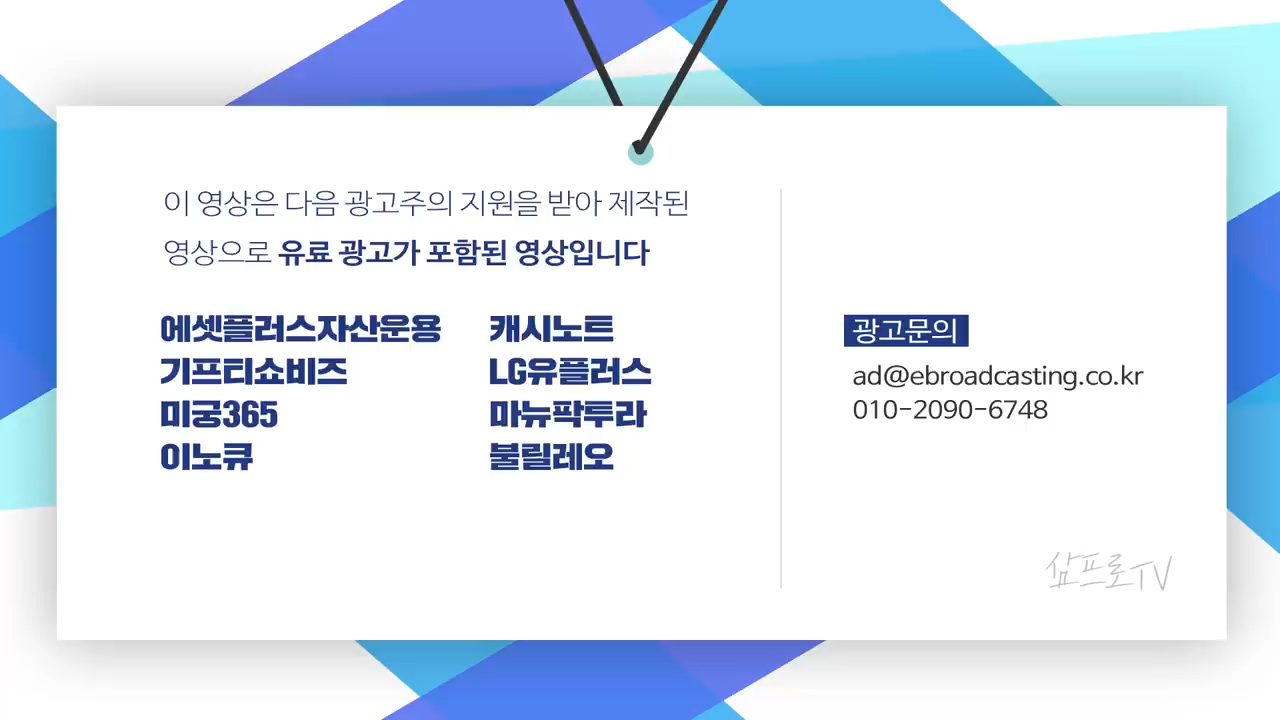 이 영상은 다음 광고주의 지원을 받아 제작된
영상으로 유료 광고가 포함된 영상입니다
에셋플러스자산운용
기프티쇼비즈
미궁365
이노큐
캐시노트
LG유플러스
마뉴팍투라
불릴레오
광고문의
ad@ebroadcasting.co.kr
010-2090-6748
삼프로TV